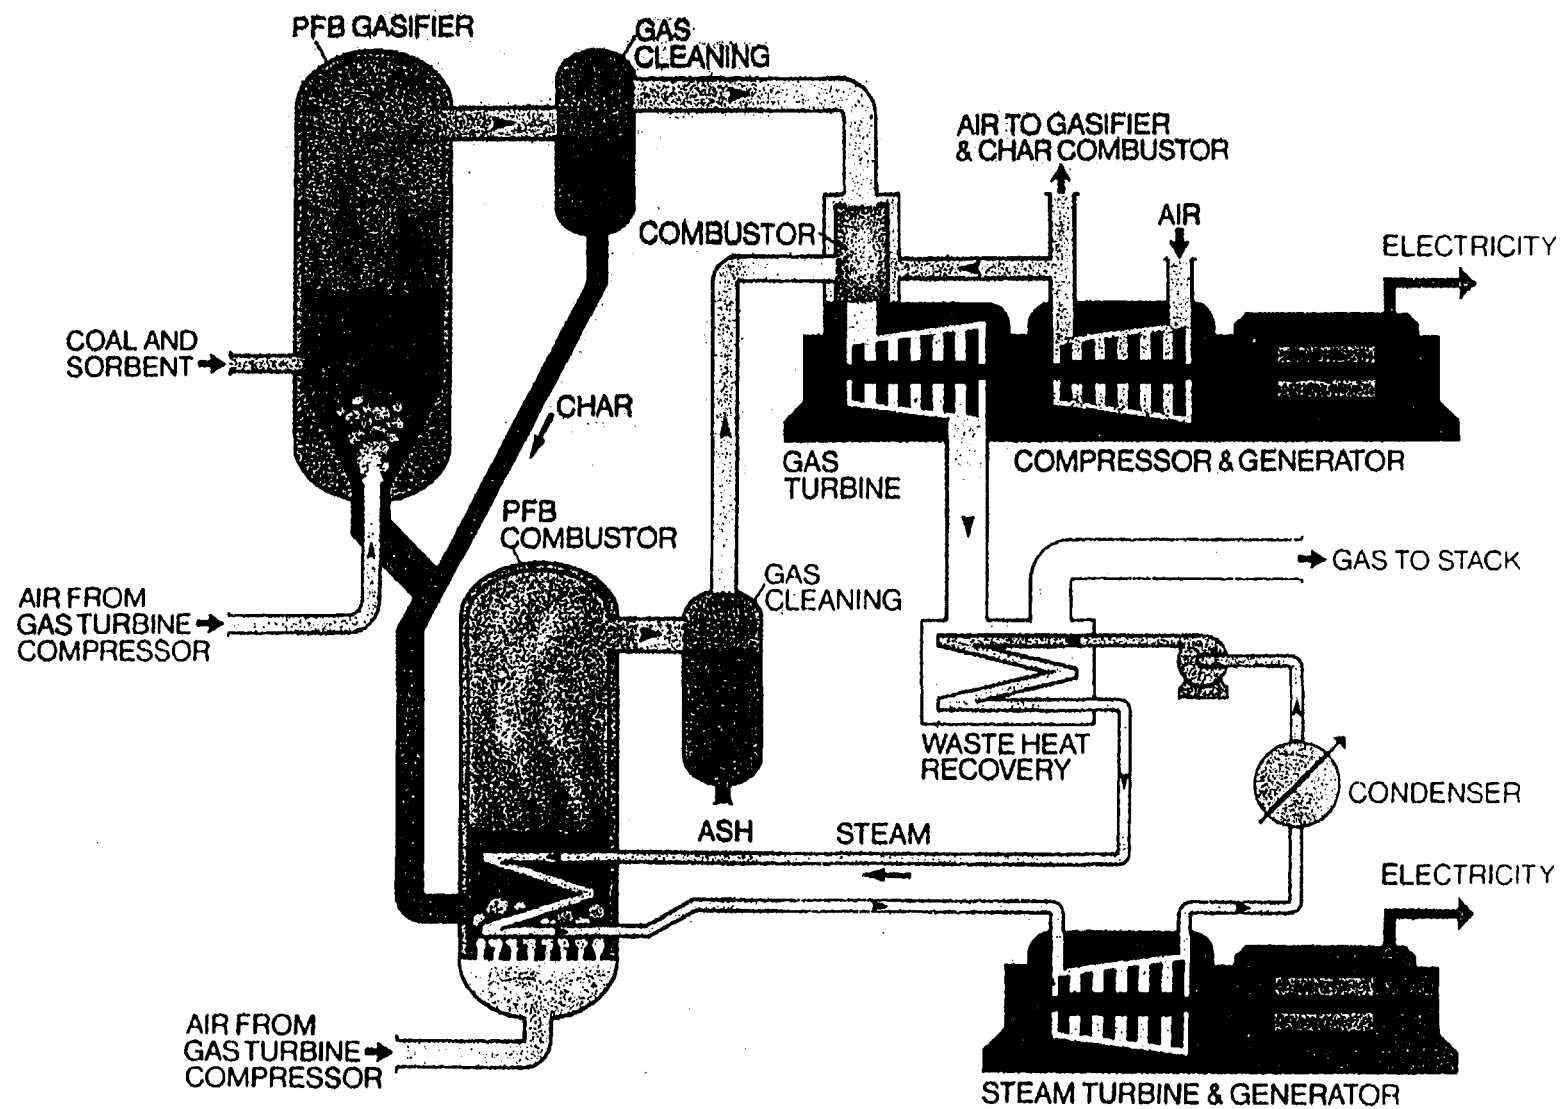 PFB GASIFIER
GAS
CLEANING
AIR TO GASIFIER
& CHAR COMBUSTOR
AIR
COMBUSTOR
ELECTRICITY
COAL AND
SORBENT
CHAR
GAS
TURBINE
COMPRESSOR & GENERATOR
PFB
COMBUSTOR
GAS TO STACK
AIR FROM
GAS TURBINE
COMPRESSOR
GAS
CLEANING
WASTE HEAT
RECOVERY
CONDENSER
ASH
STEAM
ELECTRICITY
AIR FROM
GAS TURBINE
COMPRESSOR
STEAM TURBINE & GENERATOR